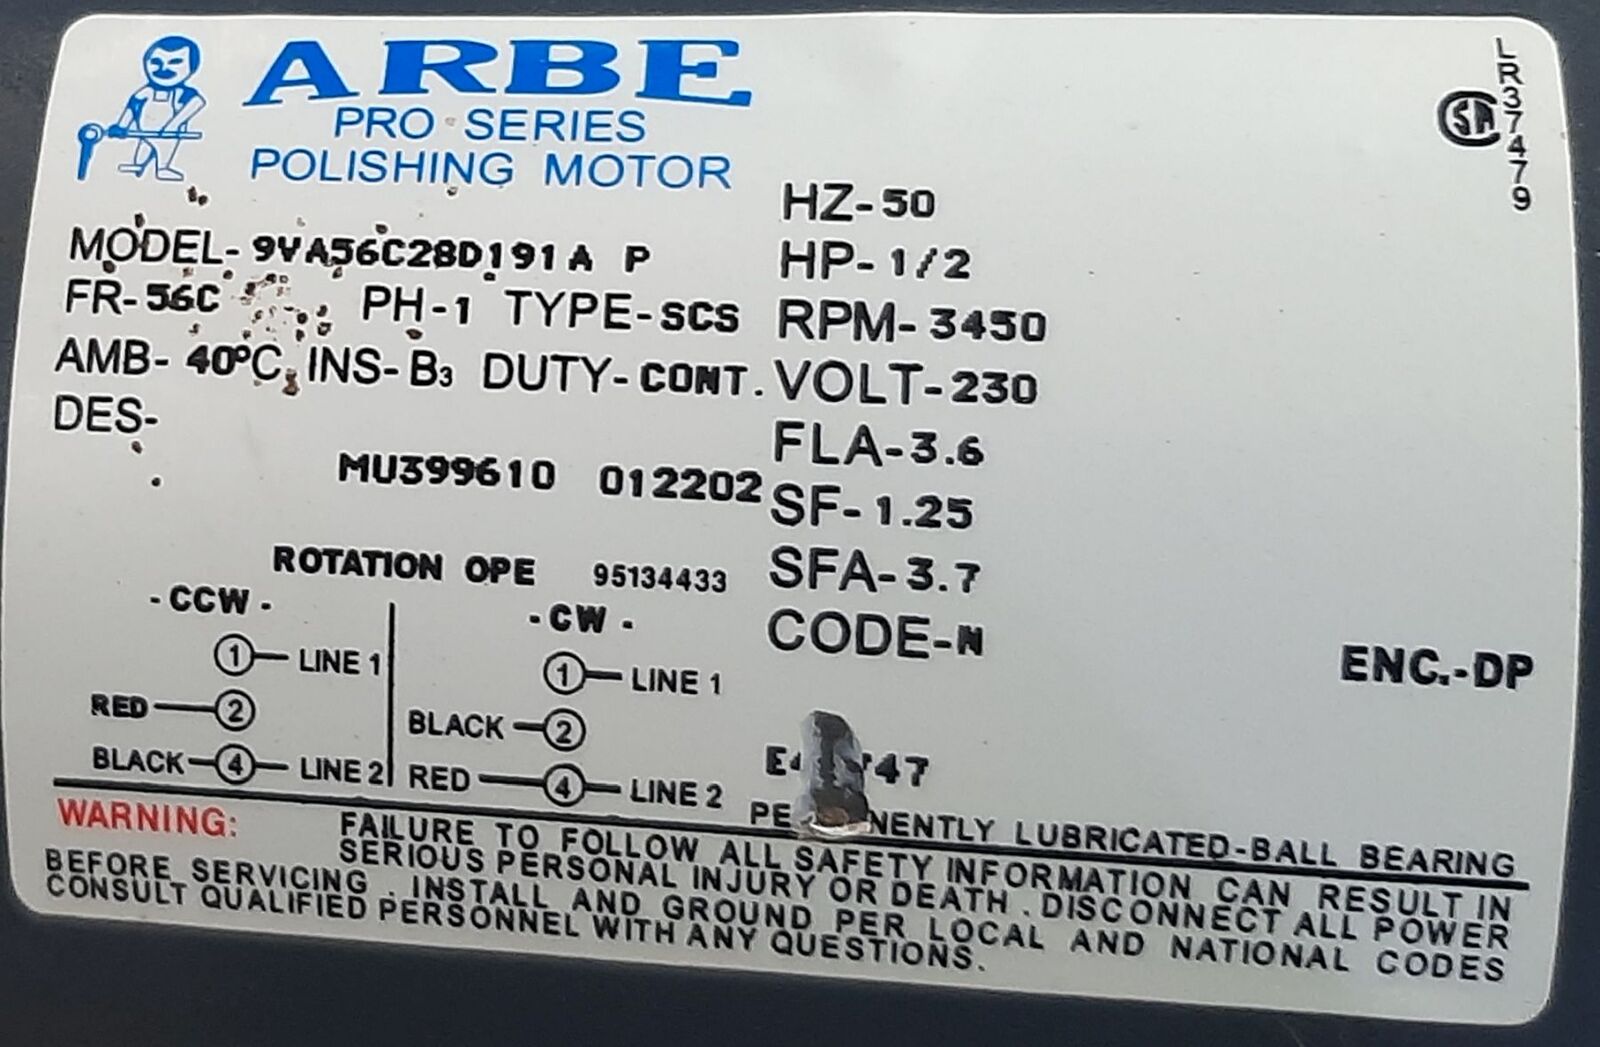 ARBE
PRO SERIES
POLISHING MOTOR
LR37479
HZ-50
MODEL-9VA56C28D191A P
HP-1/2
FR-56C PH-1 TYPE-SCS
RPM-3450
AMB-40°C INS-B3 DUTY-CONT.
VOLT-230
DES-
FLA-3.6
MU399610 012202
SF-1.25
ROTATION OPE 95134433
SFA-3.7
CODE-N
ENC.-DP
-CCW-
1 LINE 1
RED 2
BLACK 4 LINE 2
-CW-
1 LINE 1
BLACK 2
RED 4 LINE 2
LUBRICATED-BALL BEARING
WARNING: FAILURE TO FOLLOW ALL SAFETY INFORMATION CAN RESULT IN
SERIOUS PERSONAL INJURY OR DEATH. DISCONNECT ALL POWER
BEFORE SERVICING. INSTALL AND GROUND PER LOCAL AND NATIONAL CODES
CONSULT QUALIFIED PERSONNEL WITH ANY QUESTIONS.